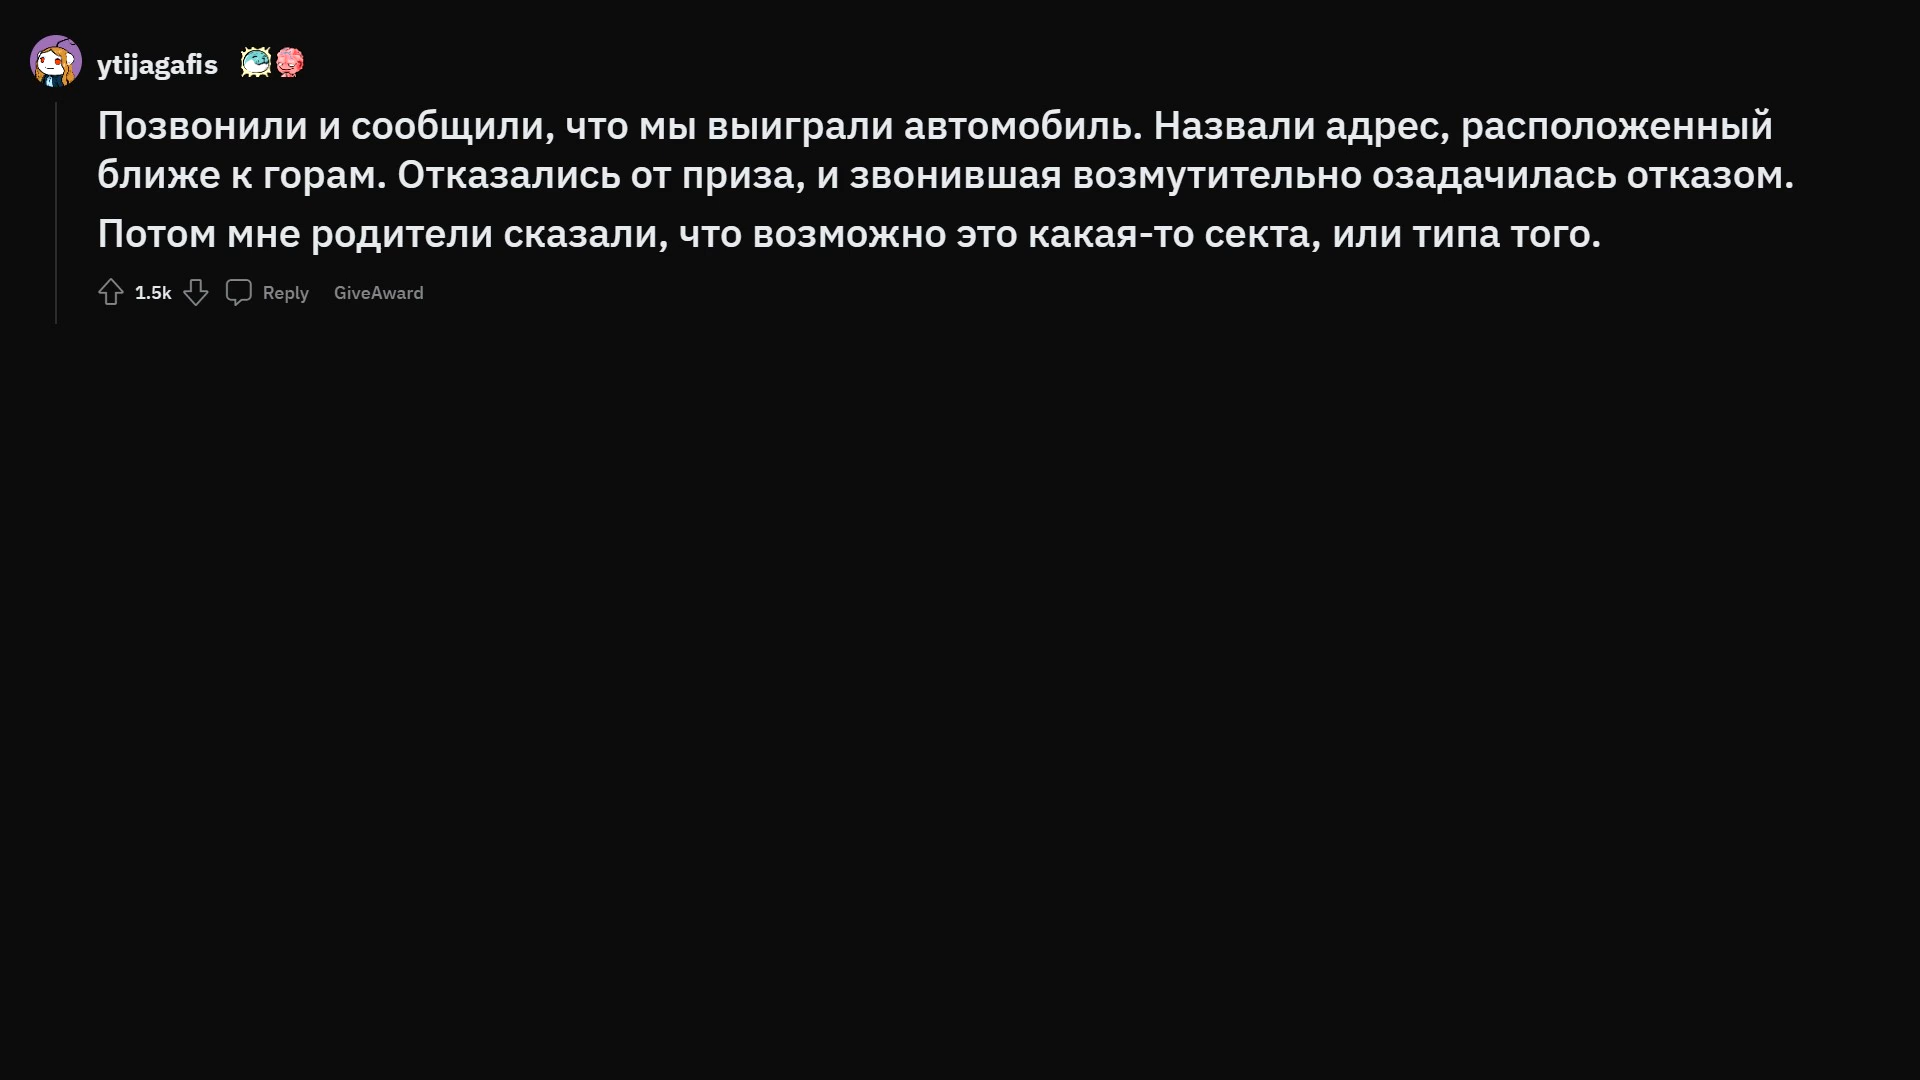 ytijagafis
Позвонили и сообщили, что мы выиграли автомобиль. Назвали адрес, расположенный
ближе к горам. Отказались от приза, и звонившая возмутительно озадачилась отказом.
Потом мне родители сказали, что возможно это какая-то секта, или типа того.
1.5k Reply GiveAward